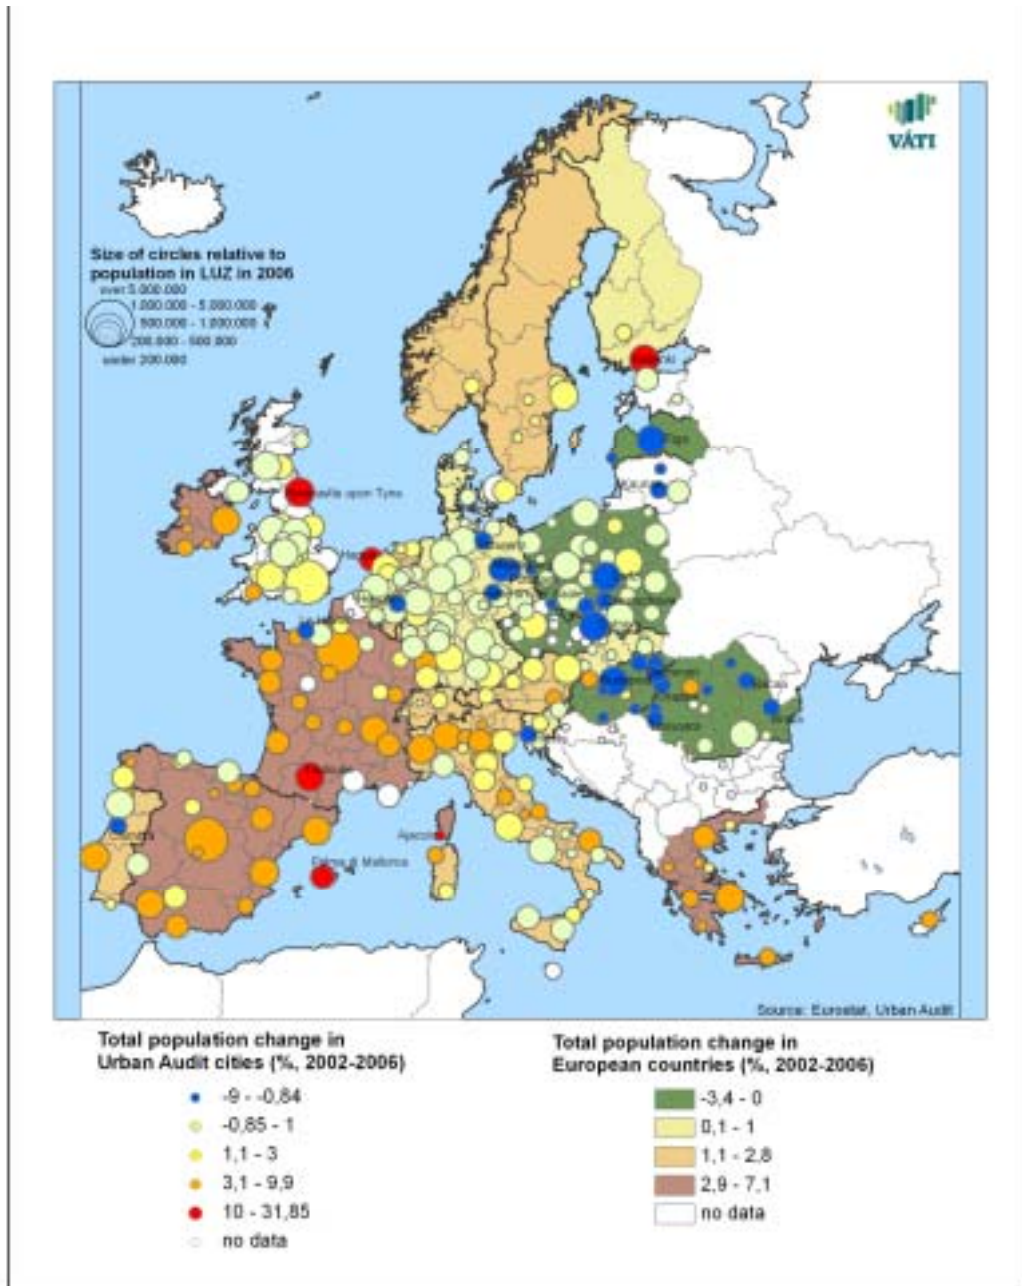 VÁTI
Size of circles relative to
population in LUZ in 2006
over 5.000.000
1.000.000 - 5.000.000
500.000 - 1.000.000
200.000 - 500.000
under 200.000
Riga
Kaunas
upon Tyne
Ajaccio
Palma di Mallorca
Source: Eurostat, Urban Audit
Total population change in
Urban Audit cities (%, 2002-2006)
-9 - -0,84
-0,85 - 1
1,1 - 3
3,1 - 9,9
10 - 31,85
no data
Total population change in
European countries (%, 2002-2006)
-3,4 - 0
0,1 - 1
1,1 - 2,8
2,9 - 7,1
no data